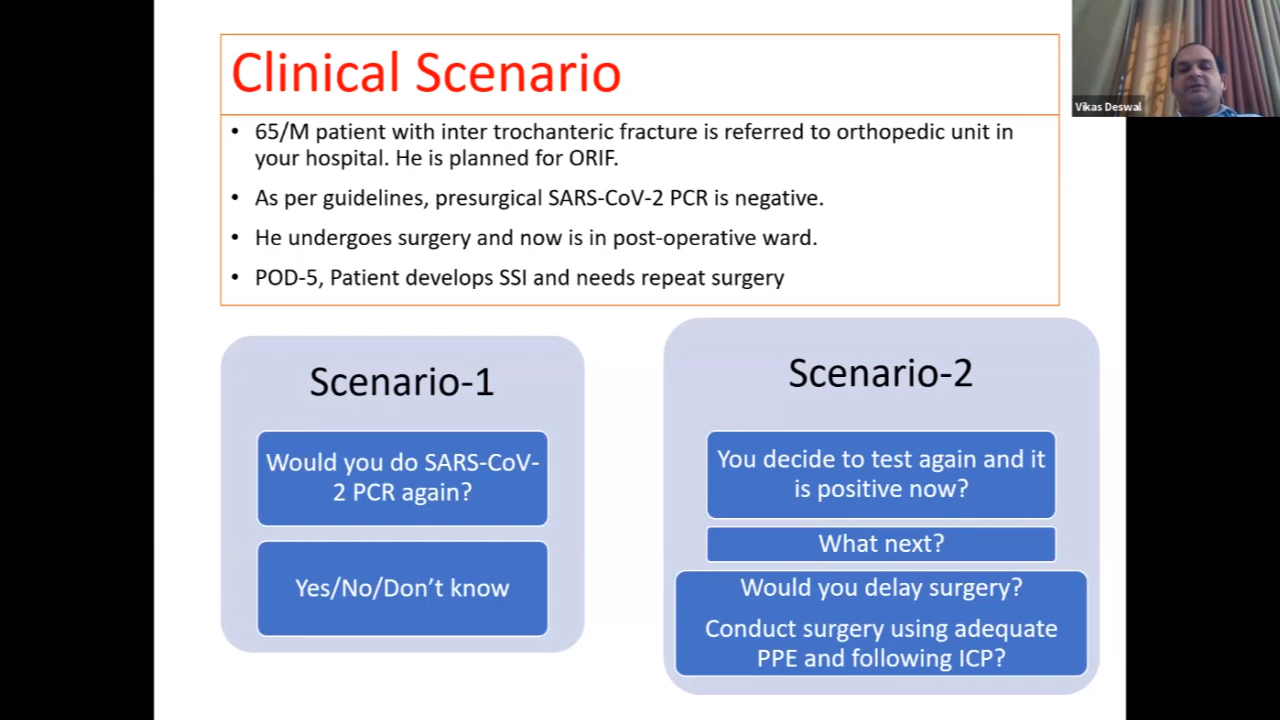 Clinical Scenario
• 65/M patient with inter trochanteric fracture is referred to orthopedic unit in
your hospital. He is planned for ORIF.
• As per guidelines, presurgical SARS-CoV-2 PCR is negative.
• He undergoes surgery and now is in post-operative ward.
• POD-5, Patient develops SSI and needs repeat surgery
Scenario-1
Would you do SARS-CoV-
2 PCR again?
Yes/No/Don’t know
Scenario-2
You decide to test again and it
is positive now?
What next?
Would you delay surgery?
Conduct surgery using adequate
PPE and following ICP?
Vikas Deswal